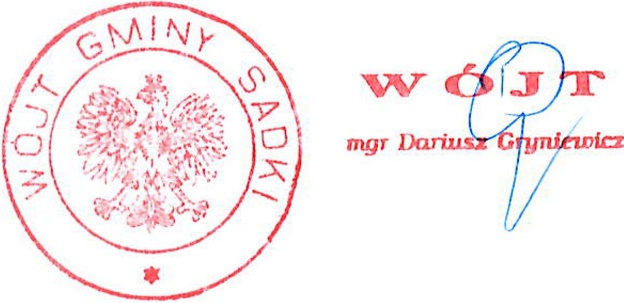 WÓJT GMINY SADKI
WÓJT
mgr Dariusz Gryniewicz